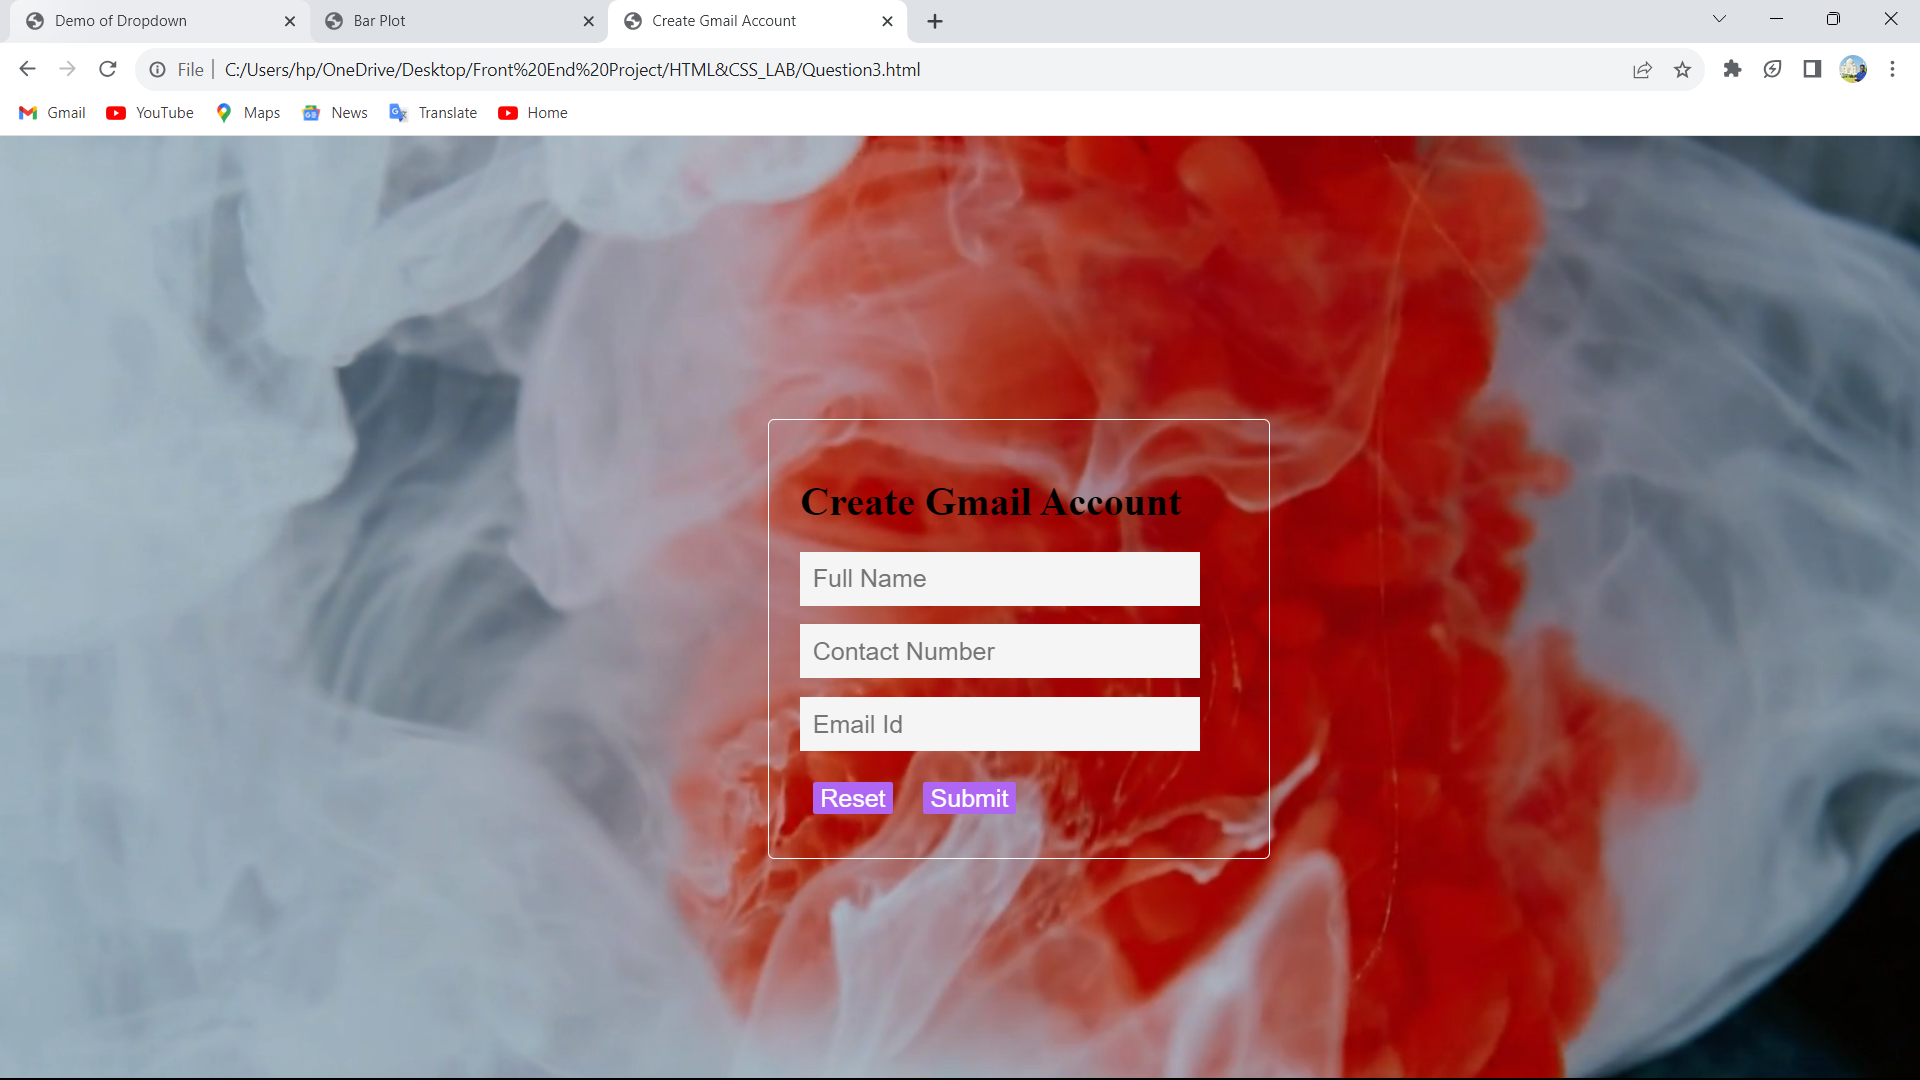 Demo of Dropdown
Bar Plot
Create Gmail Account
File
C:/Users/hp/OneDrive/Desktop/Front%20End%20Project/HTML&CSS_LAB/Question3.html
Gmail
YouTube
Maps
News
Translate
Home
Create Gmail Account
Full Name
Contact Number
Email Id
Reset
Submit